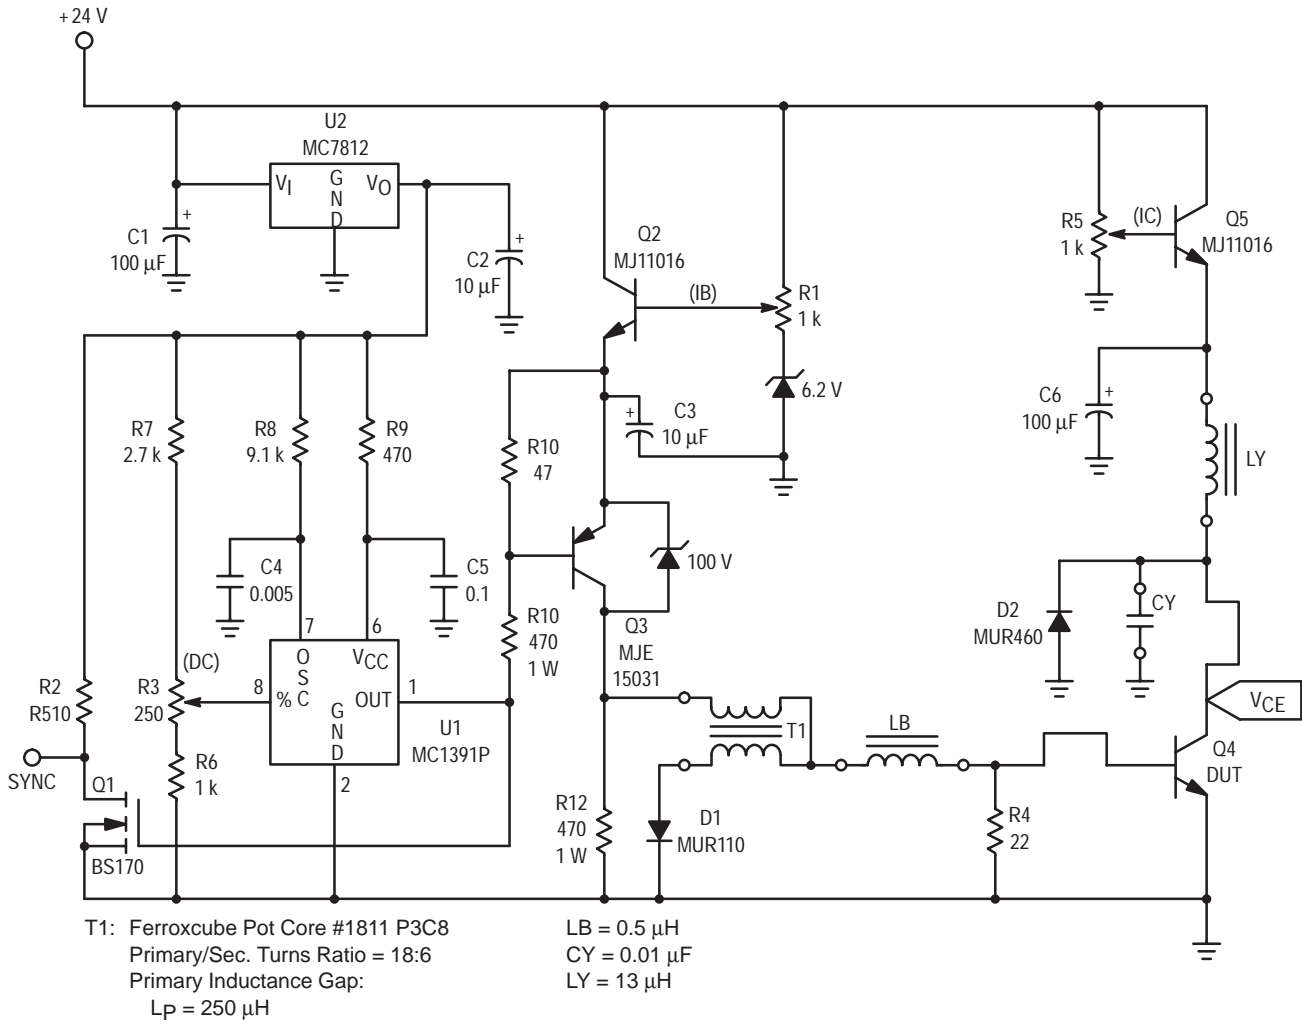 + 24 V
U2
MC7812
VI
GND
VO
+
C1
100 μF
+
C2
10 μF
Q2
MJ11016
(IB)
R1
1 k
6.2 V
R5
1 k
(IC)
Q5
MJ11016
+
C3
10 μF
+
C6
100 μF
LY
R7
2.7 k
R8
9.1 k
R9
470
R10
47
100 V
C4
0.005
C5
0.1
7
6
OSC
VCC
R10
470
1 W
Q3
MJE
15031
D2
MUR460
CY
R2
R510
R3
250
(DC)
8
%
GND
OUT
1
U1
MC1391P
2
VCE
T1
LB
Q4
DUT
SYNC
Q1
BS170
R6
1 k
R12
470
1 W
D1
MUR110
R4
22
T1: Ferroxcube Pot Core #1811 P3C8
Primary/Sec. Turns Ratio = 18:6
Primary Inductance Gap:
LP = 250 μH
LB = 0.5 μH
CY = 0.01 μF
LY = 13 μH